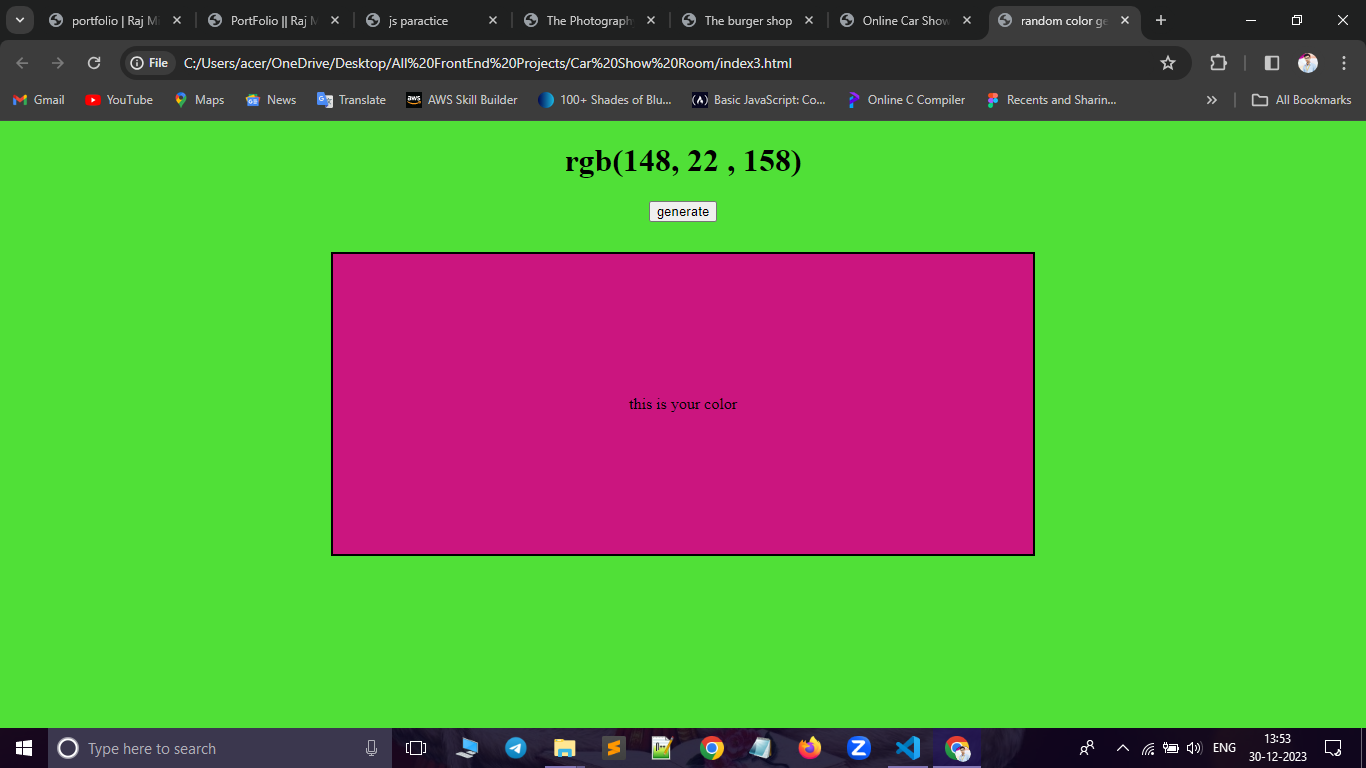 portfolio | Raj Mi
PortFolio || Raj M
js paractice
The Photograph
The burger shop
Online Car Show
random color ge
File
C:/Users/acer/OneDrive/Desktop/All%20FrontEnd%20Projects/Car%20Show%20Room/index3.html
Gmail
YouTube
Maps
News
Translate
AWS Skill Builder
100+ Shades of Blu...
Basic JavaScript: Co...
Online C Compiler
Recents and Sharin...
All Bookmarks
rgb(148, 22 , 158)
generate
this is your color
Type here to search
ENG
13:53
30-12-2023